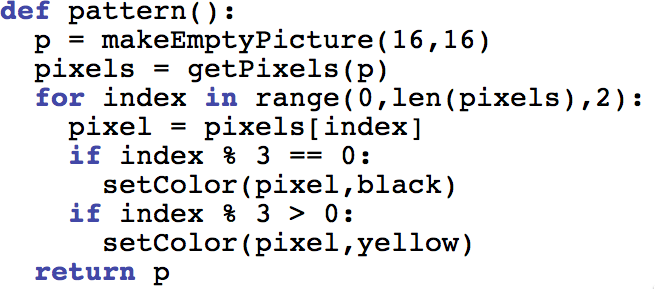 def pattern():
  p = makeEmptyPicture(16,16)
  pixels = getPixels(p)
  for index in range(0,len(pixels),2):
    pixel = pixels[index]
    if index % 3 == 0:
      setColor(pixel,black)
    if index % 3 > 0:
      setColor(pixel,yellow)
  return p